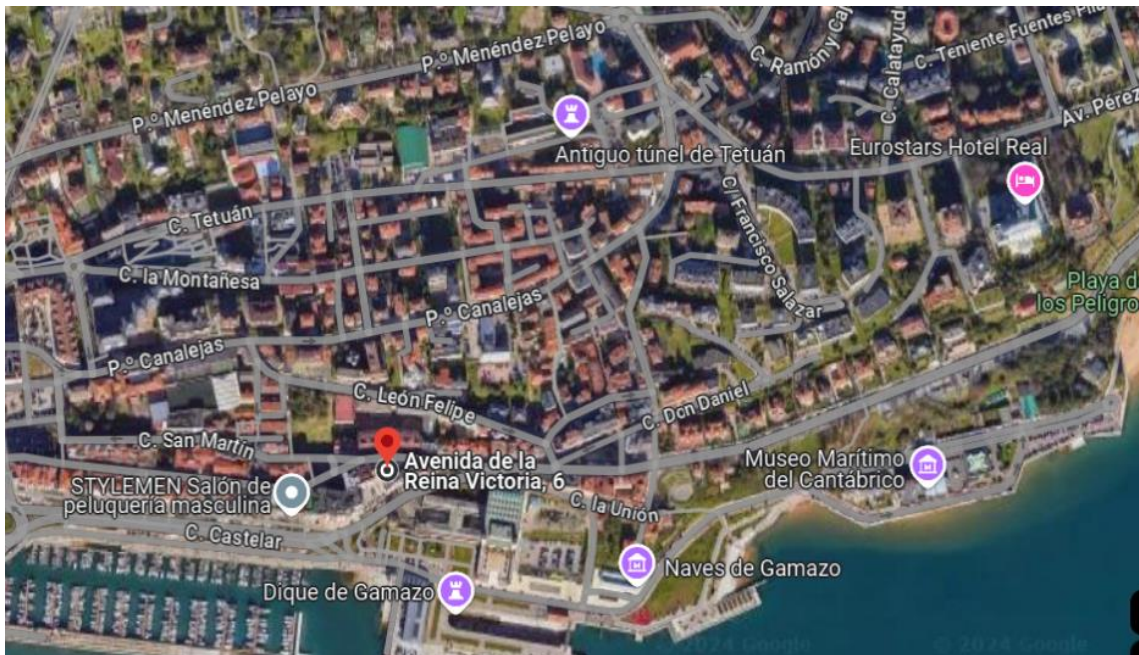 P.º Menéndez Pelayo
P.º Menéndez Pelayo
C. Ramón y Caj
C. Teniente Fuentes Pila
C. Calatayud
Av. Pérez
Antiguo túnel de Tetuán
Eurostars Hotel Real
C. Tetuán
C/ Francisco Salazar
C. la Montañesa
Playa d
los Peligro
P.º Canalejas
P.º Canalejas
C. León Felipe
C. Don Daniel
C. San Martín
Avenida de la
Reina Victoria, 6
Museo Marítimo
del Cantábrico
STYLEMEN Salón de
peluquería masculina
C. la Unión
C. Castelar
Naves de Gamazo
Dique de Gamazo
2024 Google
© 2024 Google